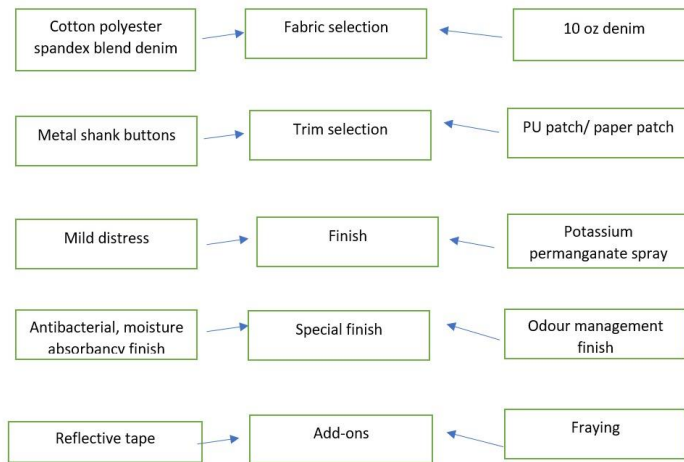 Cotton polyester
spandex blend denim
Fabric selection
10 oz denim
Metal shank buttons
Trim selection
PU patch/ paper patch
Mild distress
Finish
Potassium
permanganate spray
Antibacterial, moisture
absorbancy finish
Special finish
Odour management
finish
Reflective tape
Add-ons
Fraying